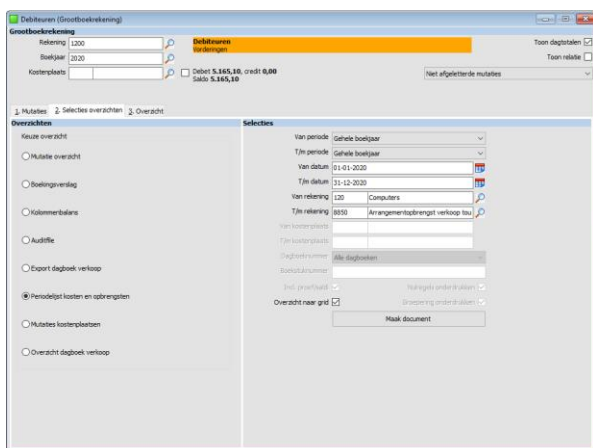 Debiteuren (Grootboekrekening)
Grootboekrekening
Rekening 1200 Debiteuren Toon dagtotalen
Vorderingen
Boekjaar 2020 Toon relatie
Kostenplaats Debet 5.165,10, credit 0,00 Niet afgeletterde mutaties
Saldo 5.165,10
1. Mutaties 2. Selecties overzichten 3. Overzicht
Overzichten Selecties
Keuze overzicht
Van periode Gehele boekjaar
Mutatie overzicht
T/m periode Gehele boekjaar
Van datum 01-01-2020
Boekingsverslag
T/m datum 31-12-2020
Van rekening 120 Computers
Kolommenbalans
T/m rekening 8850 Arrangementopbrengst verkoop tou
Van kostenplaats
Auditfile
T/m kostenplaats
Dagboeknummer Alle dagboeken
Export dagboek verkoop
Boekstuknummer
Incl. proefsaldi Nulregels onderdrukken
Periodelijst kosten en opbrengsten
Overzicht naar grid Groepering onderdrukken
Maak document
Mutaties kostenplaatsen
Overzicht dagboek verkoop